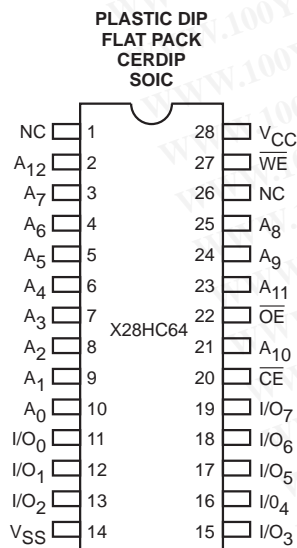 PLASTIC DIP
FLAT PACK
CERDIP
SOIC
NC 1 28 VCC
A12 2 27 WE
A7 3 26 NC
A6 4 25 A8
A5 5 24 A9
A4 6 23 A11
A3 7 22 OE
X28HC64
A2 8 21 A10
A1 9 20 CE
A0 10 19 I/O7
I/O0 11 18 I/O6
I/O1 12 17 I/O5
I/O2 13 16 I/04
VSS 14 15 I/O3